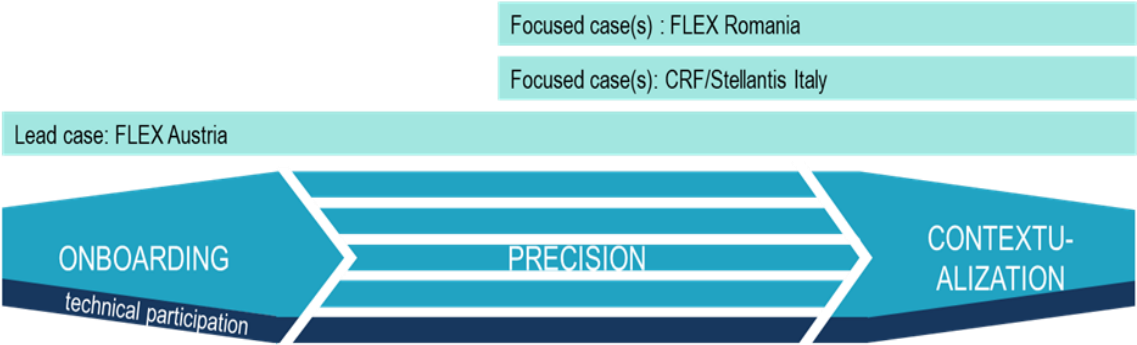 Focused case(s) : FLEX Romania
Focused case(s): CRF/Stellantis Italy
Lead case: FLEX Austria
ONBOARDING
technical participation
PRECISION
CONTEXTU-
ALIZATION